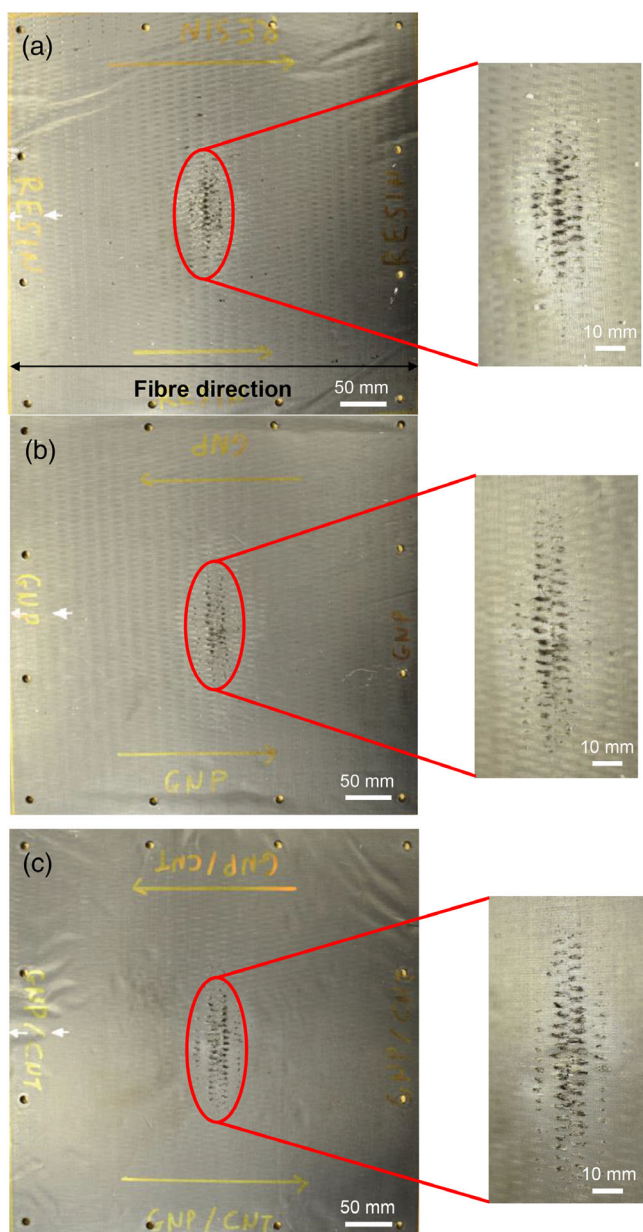 (a)
RESIN
RESIN
RESIN
Fibre direction
50 mm
RESIN
10 mm
(b)
GNP
GNP
GNP
GNP
50 mm
10 mm
(c)
GNP/CNT
GNP/CNT
GNP/CNT
GNP/CNT
50 mm
10 mm